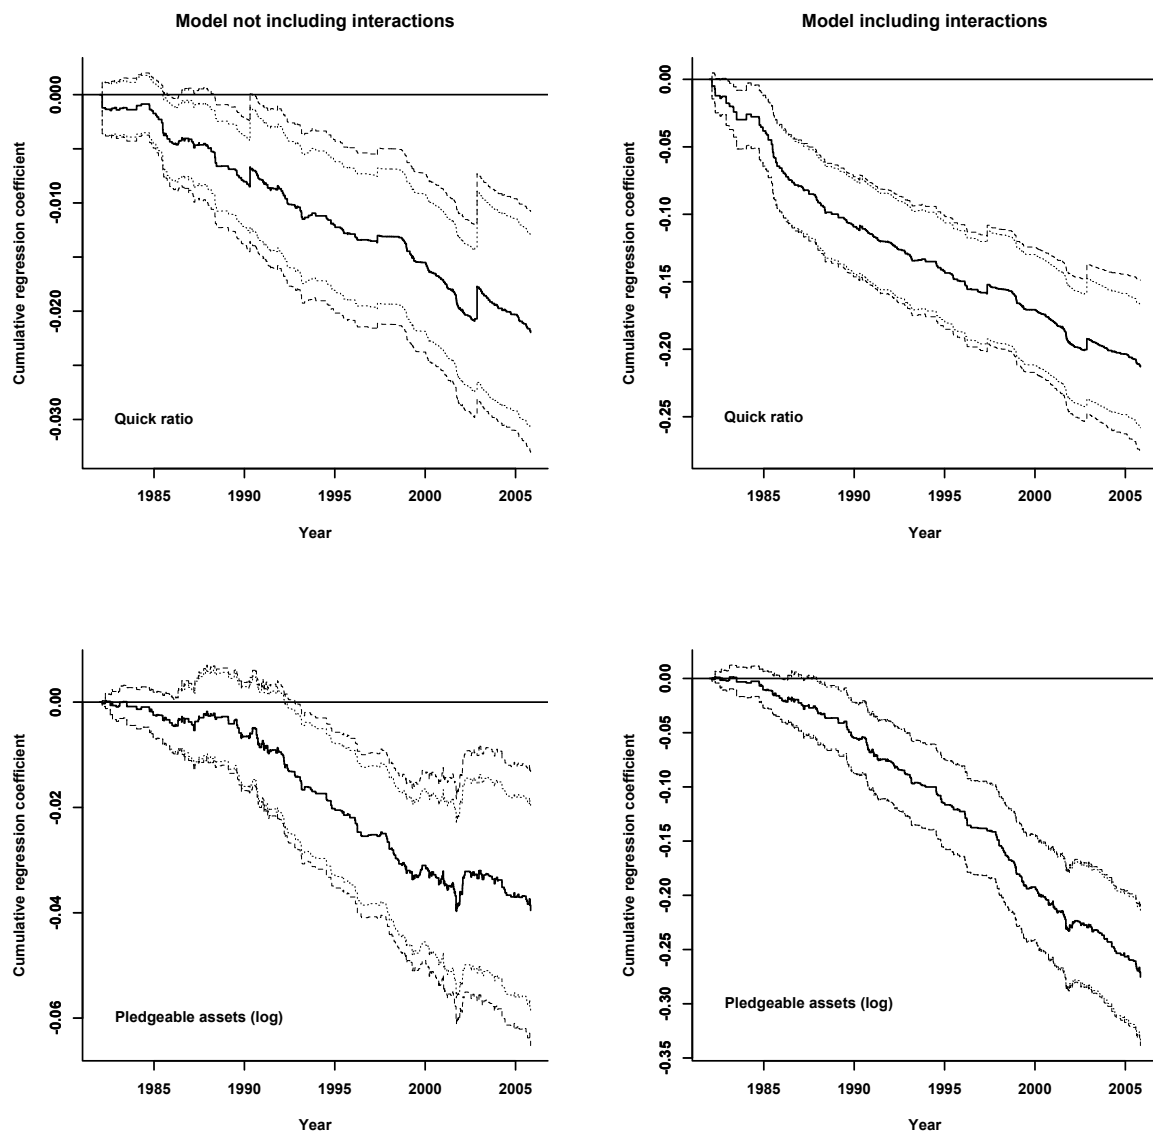 Model not including interactions
Model including interactions
Cumulative regression coefficient
0.000
-0.010
-0.020
-0.030
Quick ratio
1985 1990 1995 2000 2005
Year
Cumulative regression coefficient
0.00
-0.05
-0.10
-0.15
-0.20
-0.25
Quick ratio
1985 1990 1995 2000 2005
Year
Cumulative regression coefficient
0.00
-0.02
-0.04
-0.06
Pledgeable assets (log)
1985 1990 1995 2000 2005
Year
Cumulative regression coefficient
0.00
-0.05
-0.10
-0.15
-0.20
-0.25
-0.30
-0.35
Pledgeable assets (log)
1985 1990 1995 2000 2005
Year